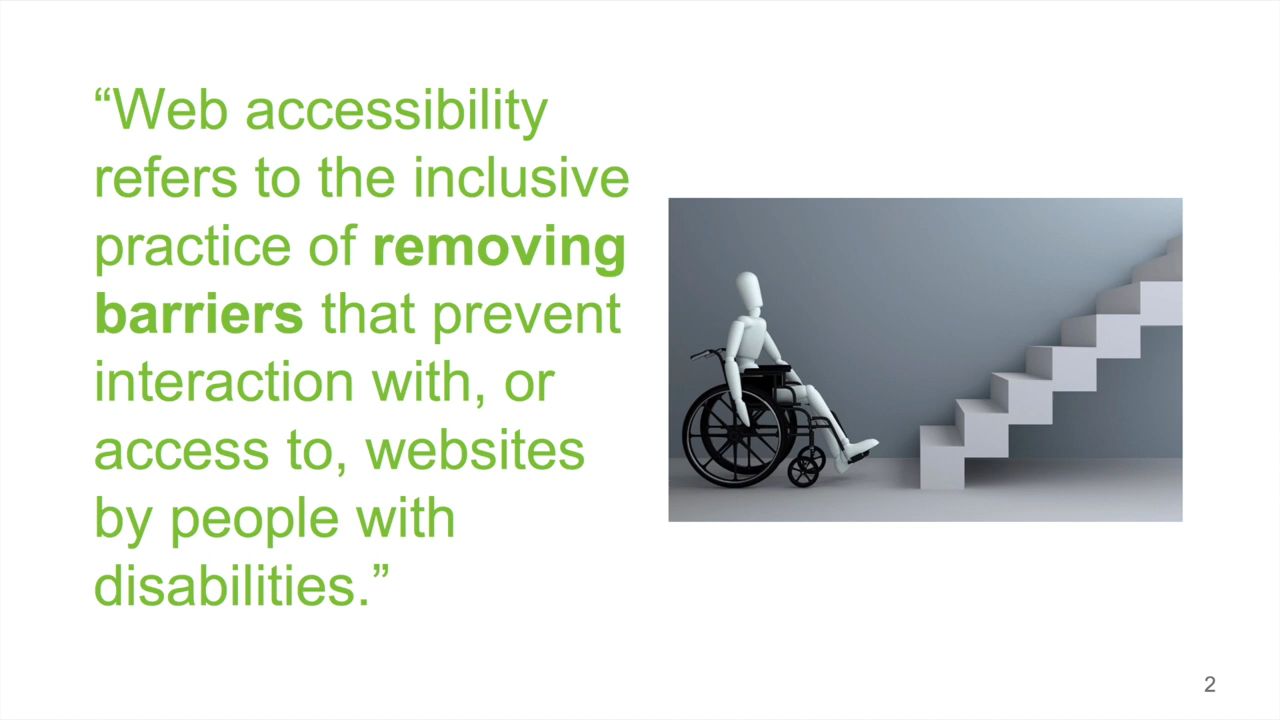 “Web accessibility
refers to the inclusive
practice of removing
barriers that prevent
interaction with, or
access to, websites
by people with
disabilities.”
2